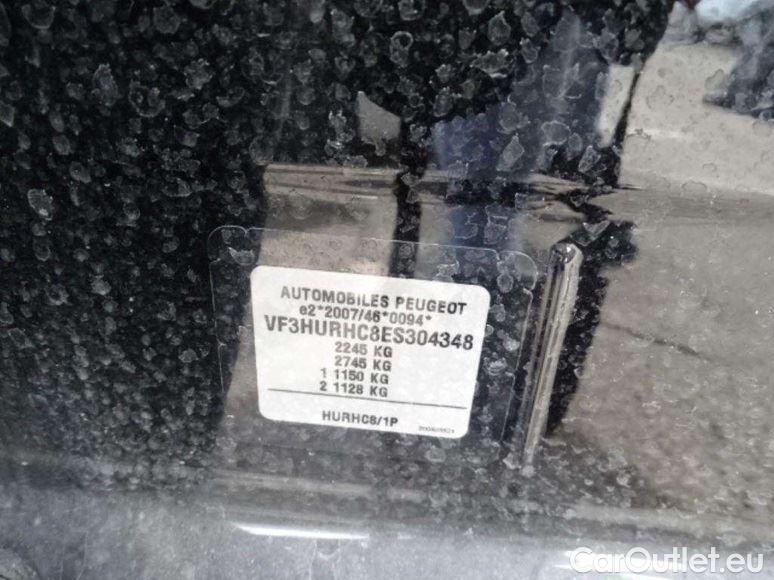 AUTOMOBILES PEUGEOT
e2*2007/46*0094*
VF3HURHC8ES304348
2245 KG
2745 KG
1 1150 KG
2 1128 KG
HURHC8/1P
CarOutlet.eu